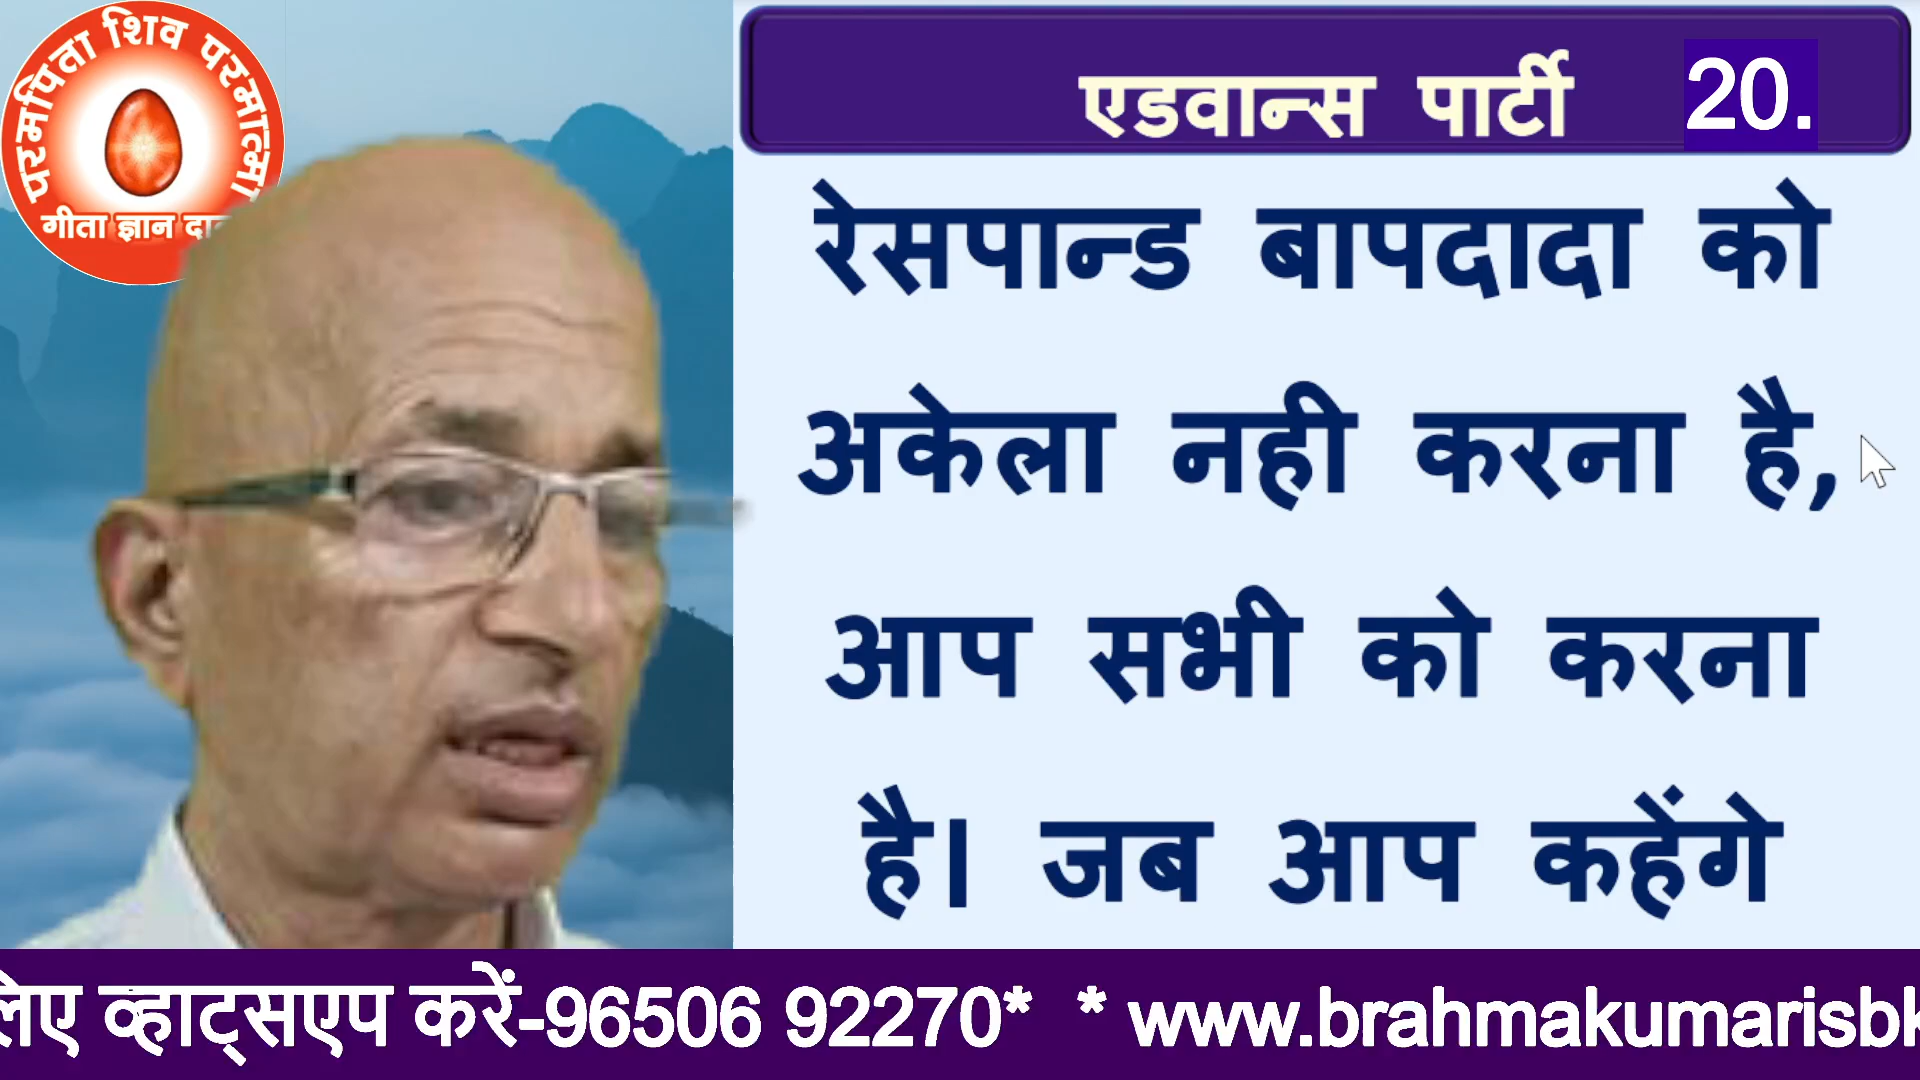 परमपिता शिव परमात्मा
गीता ज्ञान
एडवान्स पार्टी 20.
रेसपान्ड बापदादा को
अकेला नही करना है,
आप सभी को करना
है। जब आप कहेंगे
लिए व्हाट्सएप करें-96506 92270* * www.brahmakumarisbk